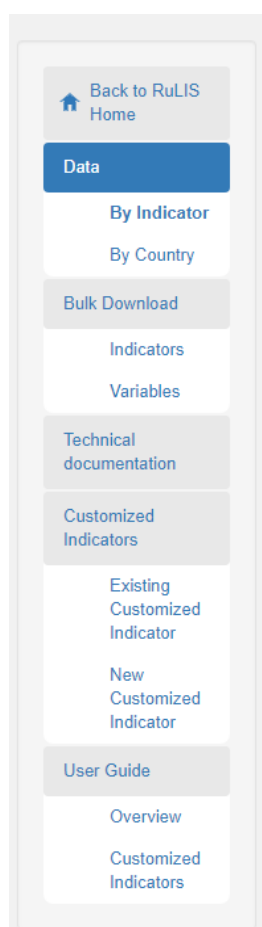 Back to RuLIS
Home
Data
By Indicator
By Country
Bulk Download
Indicators
Variables
Technical
documentation
Customized
Indicators
Existing
Customized
Indicator
New
Customized
Indicator
User Guide
Overview
Customized
Indicators